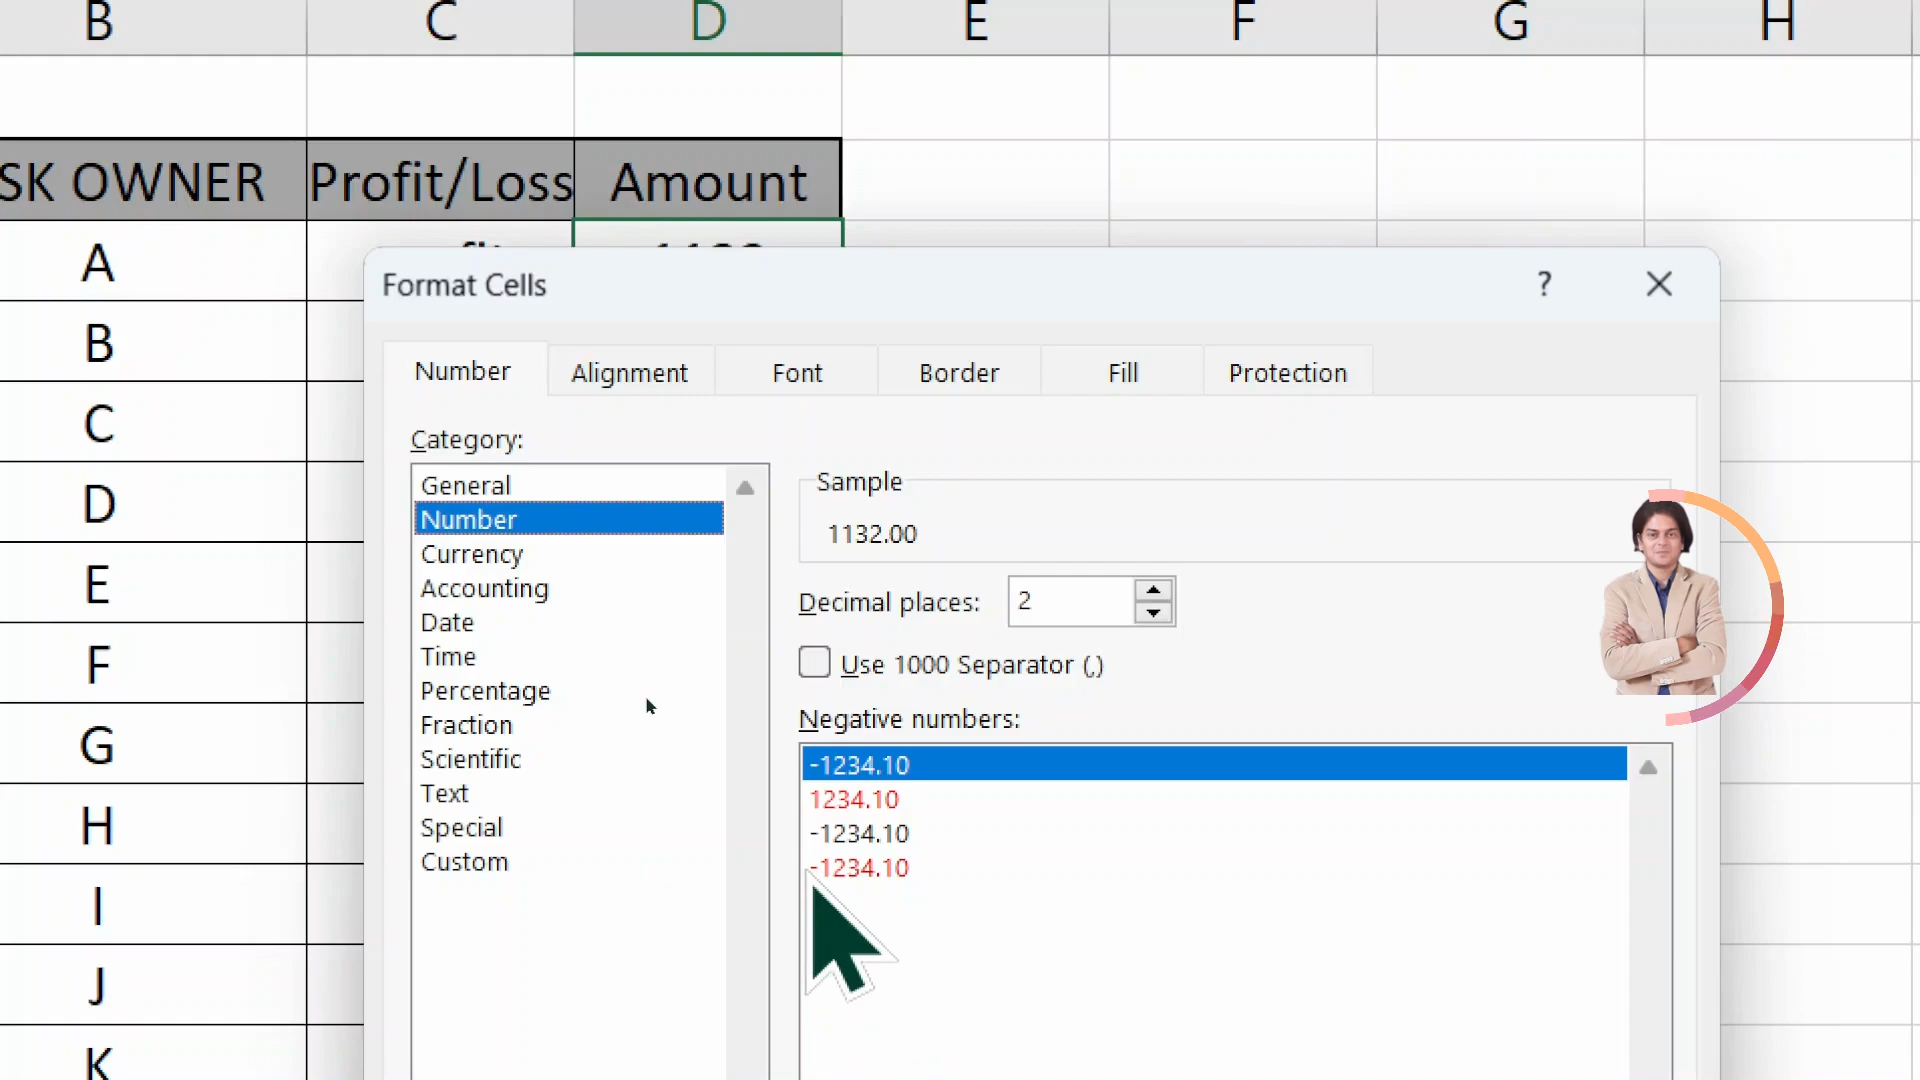 B C D E F G H
SK OWNER Profit/Loss Amount
A
B
C
D
E
F
G
H
I
J
K
Format Cells ?
Number Alignment Font Border Fill Protection
Category:
General
Number
Currency
Accounting
Date
Time
Percentage
Fraction
Scientific
Text
Special
Custom
Sample
1132.00
Decimal places: 2
Use 1000 Separator (,)
Negative numbers:
-1234.10
1234.10
-1234.10
-1234.10